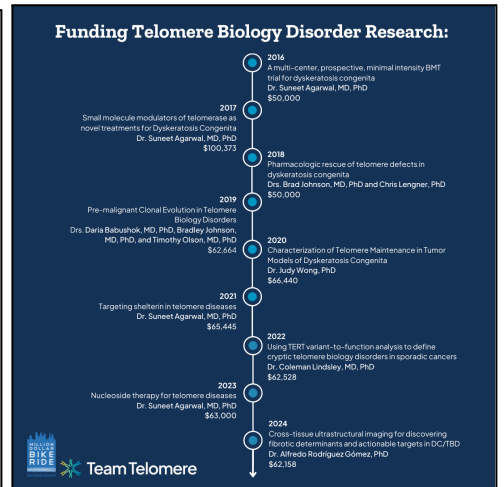 Funding Telomere Biology Disorder Research:
2016
A multi-center, prospective, minimal intensity BMT
trial for dyskeratosis congenita
Dr. Suneet Agarwal, MD, PhD
$50,000
2017
Small molecule modulators of telomerase as
novel treatments for Dyskeratosis Congenita
Dr. Suneet Agarwal, MD, PhD
$100,373
2018
Pharmacologic rescue of telomere defects in
dyskeratosis congenita
Drs. Brad Johnson, MD, PhD and Chris Lengner, PhD
$50,000
2019
Pre-malignant Clonal Evolution in Telomere
Biology Disorders
Drs. Daria Babushok, MD, PhD, Bradley Johnson,
MD, PhD, and Timothy Olson, MD, PhD
$62,664
2020
Characterization of Telomere Maintenance in Tumor
Models of Dyskeratosis Congenita
Dr. Judy Wong, PhD
$66,440
2021
Targeting shelterin in telomere diseases
Dr. Suneet Agarwal, MD, PhD
$65,445
2022
Using TERT variant-to-function analysis to define
cryptic telomere biology disorders in sporadic cancers
Dr. Coleman Lindsley, MD, PhD
$62,528
2023
Nucleoside therapy for telomere diseases
Dr. Suneet Agarwal, MD, PhD
$63,000
2024
Cross-tissue ultrastructural imaging for discovering
fibrotic determinants and actionable targets in DC/TBD
Dr. Alfredo Rodríguez Gómez, PhD
$62,158
MILLION
DOLLAR
BIKE
RIDE
Team Telomere